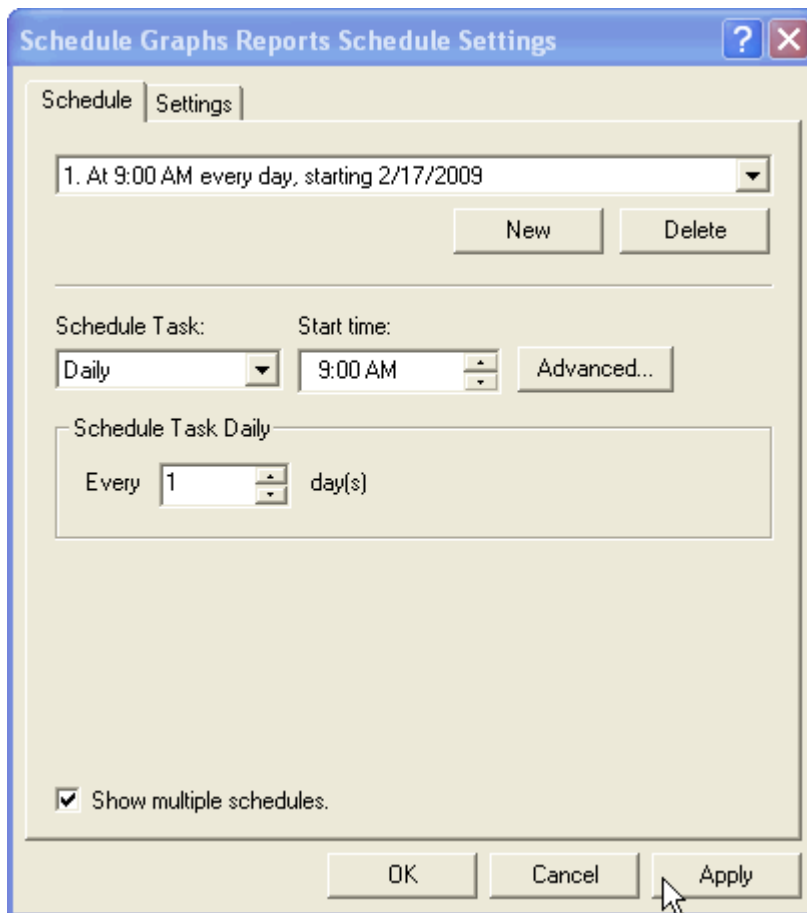 Schedule Graphs Reports Schedule Settings
Schedule Settings
1. At 9:00 AM every day, starting 2/17/2009
New Delete
Schedule Task: Start time:
Daily 9:00 AM Advanced...
Schedule Task Daily
Every 1 day(s)
Show multiple schedules.
OK Cancel Apply